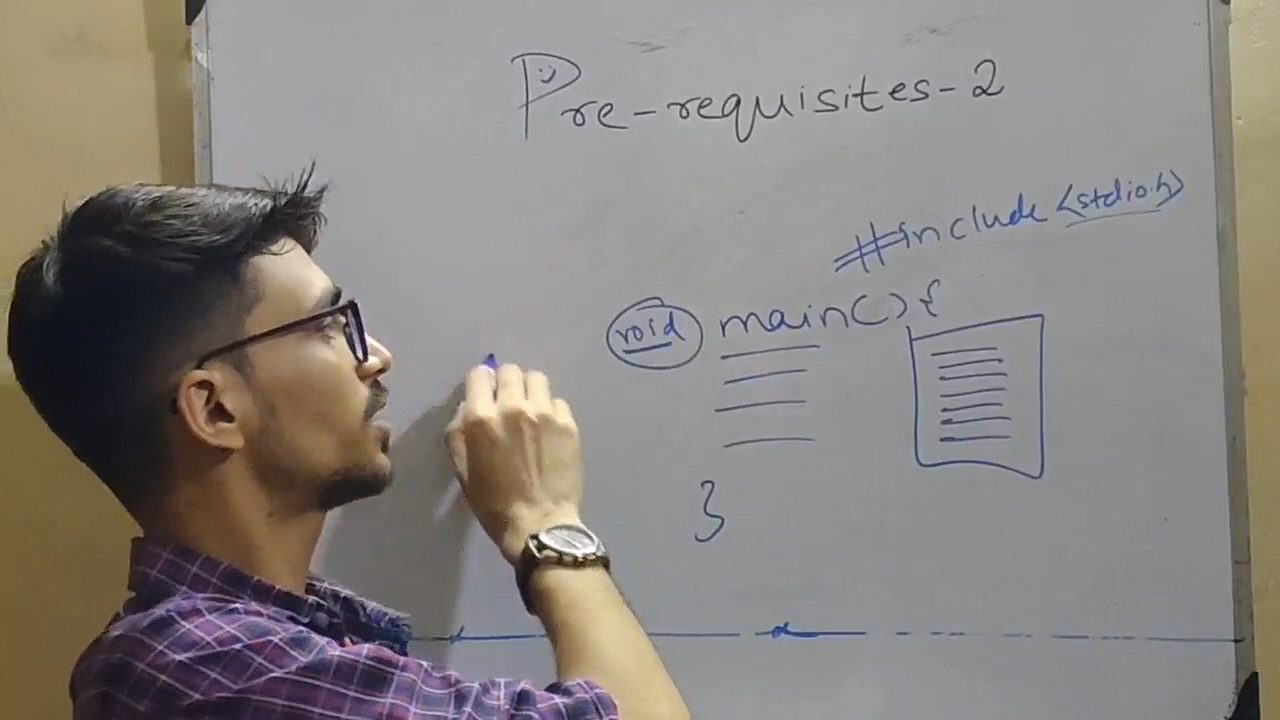 Pre-requisites-2
#include <stdio.h>
void main() {
}